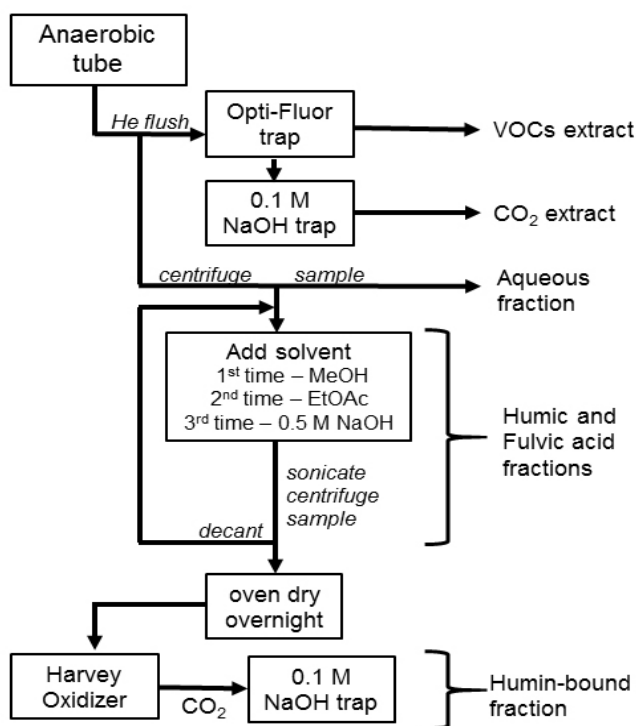 Anaerobic
tube
He flush
Opti-Fluor
trap
VOCs extract
0.1 M
NaOH trap
CO₂ extract
centrifuge
sample
Aqueous
fraction
Add solvent
1ˢᵗ time – MeOH
2ⁿᵈ time – EtOAc
3ʳᵈ time – 0.5 M NaOH
Humic and
Fulvic acid
fractions
sonicate
centrifuge
sample
decant
oven dry
overnight
Harvey
Oxidizer
CO₂
0.1 M
NaOH trap
Humin-bound
fraction